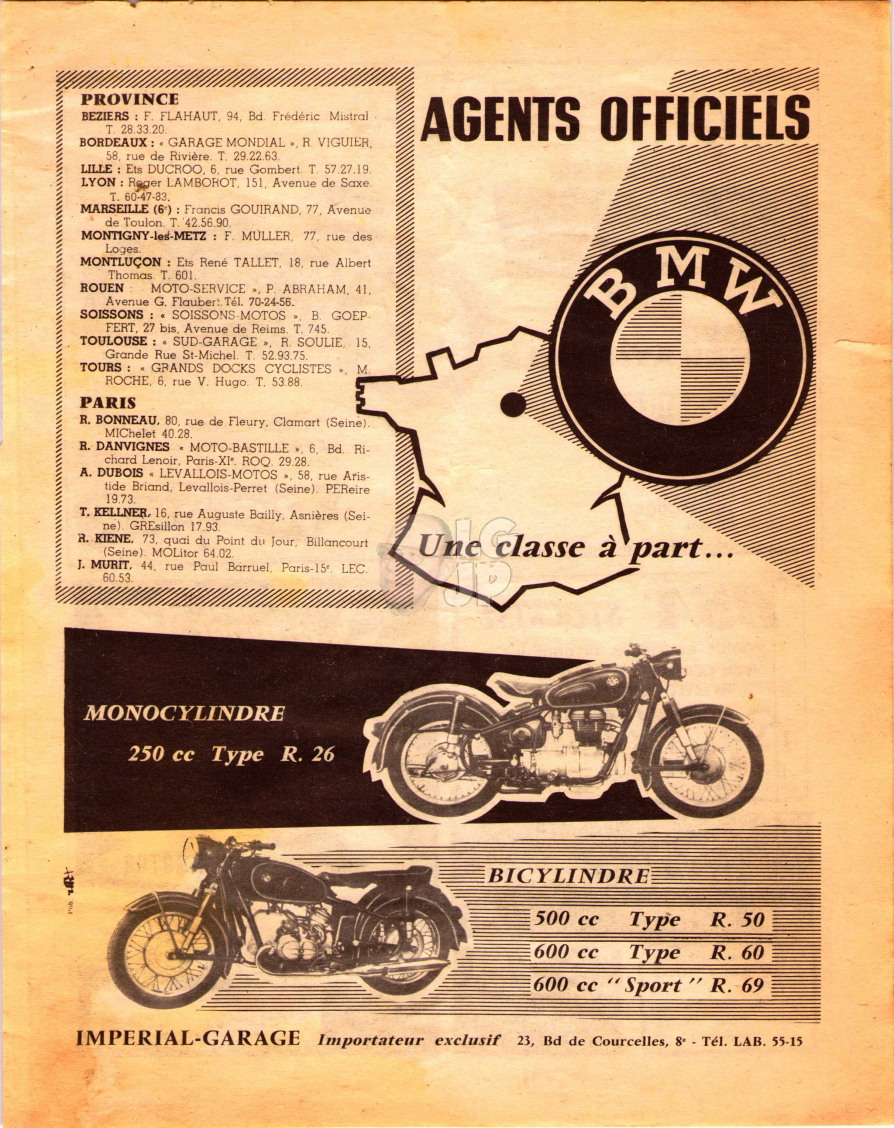 PROVINCE
BEZIERS : F. FLAHAUT, 94, Bd. Frédéric Mistral
T. 28.33.20.
BORDEAUX : « GARAGE MONDIAL », R. VIGUIER,
58, rue de Rivière. T. 29.22.63.
LILLE : Ets DUCROO, 6, rue Gombert. T. 57.27.19.
LYON : Roger LAMBOROT, 151, Avenue de Saxe.
T. 60-47-83.
MARSEILLE (6e) : Francis GOUIRAND, 77, Avenue
de Toulon. T. 42.56.90.
MONTIGNY-les-METZ : F. MULLER, 77, rue des
Loges.
MONTLUÇON : Ets René TALLET, 18, rue Albert
Thomas. T. 601.
ROUEN : MOTO-SERVICE », P. ABRAHAM, 41,
Avenue G. Flaubert. Tél. 70-24-56.
SOISSONS : « SOISSONS-MOTOS », B. GOEP-
FERT, 27 bis, Avenue de Reims. T. 745.
TOULOUSE : « SUD-GARAGE », R. SOULIE, 15,
Grande Rue St-Michel. T. 52.93.75.
TOURS : « GRANDS DOCKS CYCLISTES », M.
ROCHE, 6, rue V. Hugo. T. 53.88.
PARIS
R. BONNEAU, 80, rue de Fleury, Clamart (Seine).
MIChelet 40.28.
R. DANVIGNES « MOTO-BASTILLE », 6, Bd. Ri-
chard Lenoir, Paris-XIe. ROQ. 29.28.
A. DUBOIS « LEVALLOIS-MOTOS », 58, rue Aris-
tide Briand, Levallois-Perret (Seine). PEReire
19.73.
T. KELLNER, 16, rue Auguste Bailly, Asnières (Sei-
ne). GREsillon 17.93.
R. KIENE, 73, quai du Point du Jour, Billancourt
(Seine). MOLitor 64.02.
J. MURIT, 44, rue Paul Barruel, Paris-15e. LEC.
60.53.
AGENTS OFFICIELS
BMW
Une classe à part...
MONOCYLINDRE
250 cc Type R. 26
BICYLINDRE
500 cc Type R. 50
600 cc Type R. 60
600 cc "Sport" R. 69
Pub.
IMPERIAL-GARAGE Importateur exclusif 23, Bd de Courcelles, 8e - Tél. LAB. 55-15